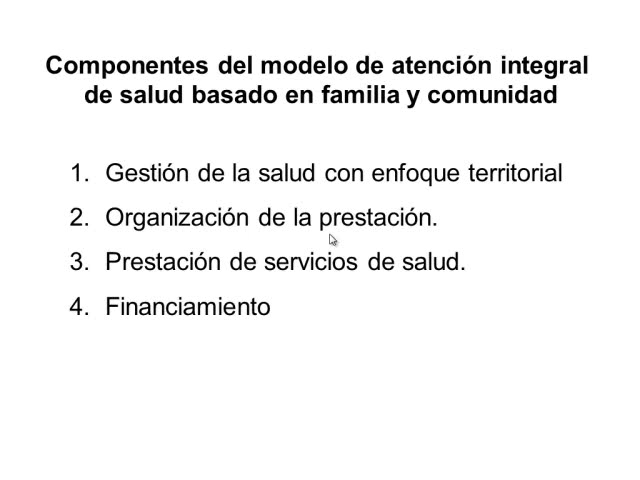 Componentes del modelo de atención integral
de salud basado en familia y comunidad
1. Gestión de la salud con enfoque territorial
2. Organización de la prestación.
3. Prestación de servicios de salud.
4. Financiamiento